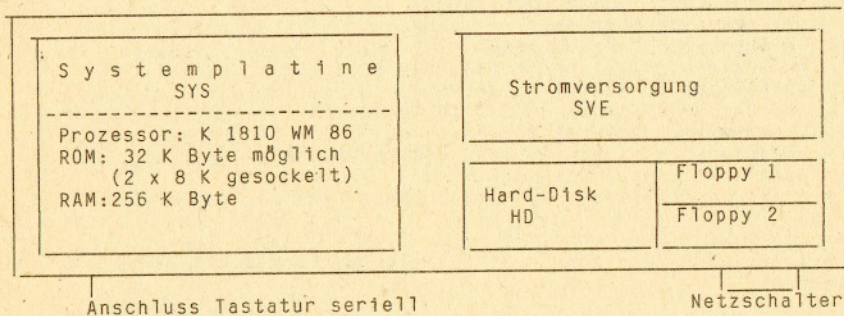 S y s t e m p l a t i n e
SYS
Prozessor: K 1810 WM 86
ROM: 32 K Byte möglich
(2 x 8 K gesockelt)
RAM:256 K Byte
Stromversorgung
SVE
Hard-Disk
HD
Floppy 1
Floppy 2
Anschluss Tastatur seriell
Netzschalter